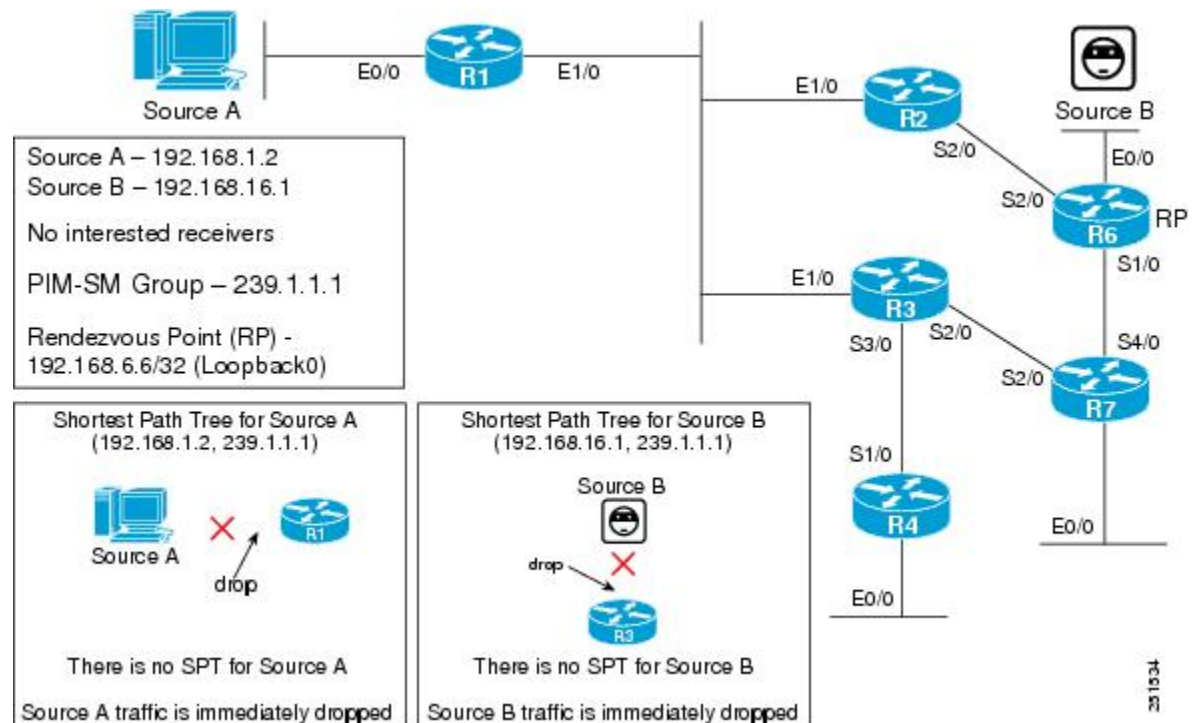 Source A
E0/0
R1
E1/0
E1/0
R2
S2/0
Source B
E0/0
S2/0
R6
RP
S1/0
Source A – 192.168.1.2
Source B – 192.168.16.1
No interested receivers
PIM-SM Group – 239.1.1.1
Rendezvous Point (RP) -
192.168.6.6/32 (Loopback0)
E1/0
R3
S3/0
S2/0
S4/0
S2/0
R7
S1/0
R4
E0/0
E0/0
Shortest Path Tree for Source A
(192.168.1.2, 239.1.1.1)
Source A
R1
drop
There is no SPT for Source A
Source A traffic is immediately dropped
Shortest Path Tree for Source B
(192.168.16.1, 239.1.1.1)
Source B
drop
R3
There is no SPT for Source B
Source B traffic is immediately dropped
251534